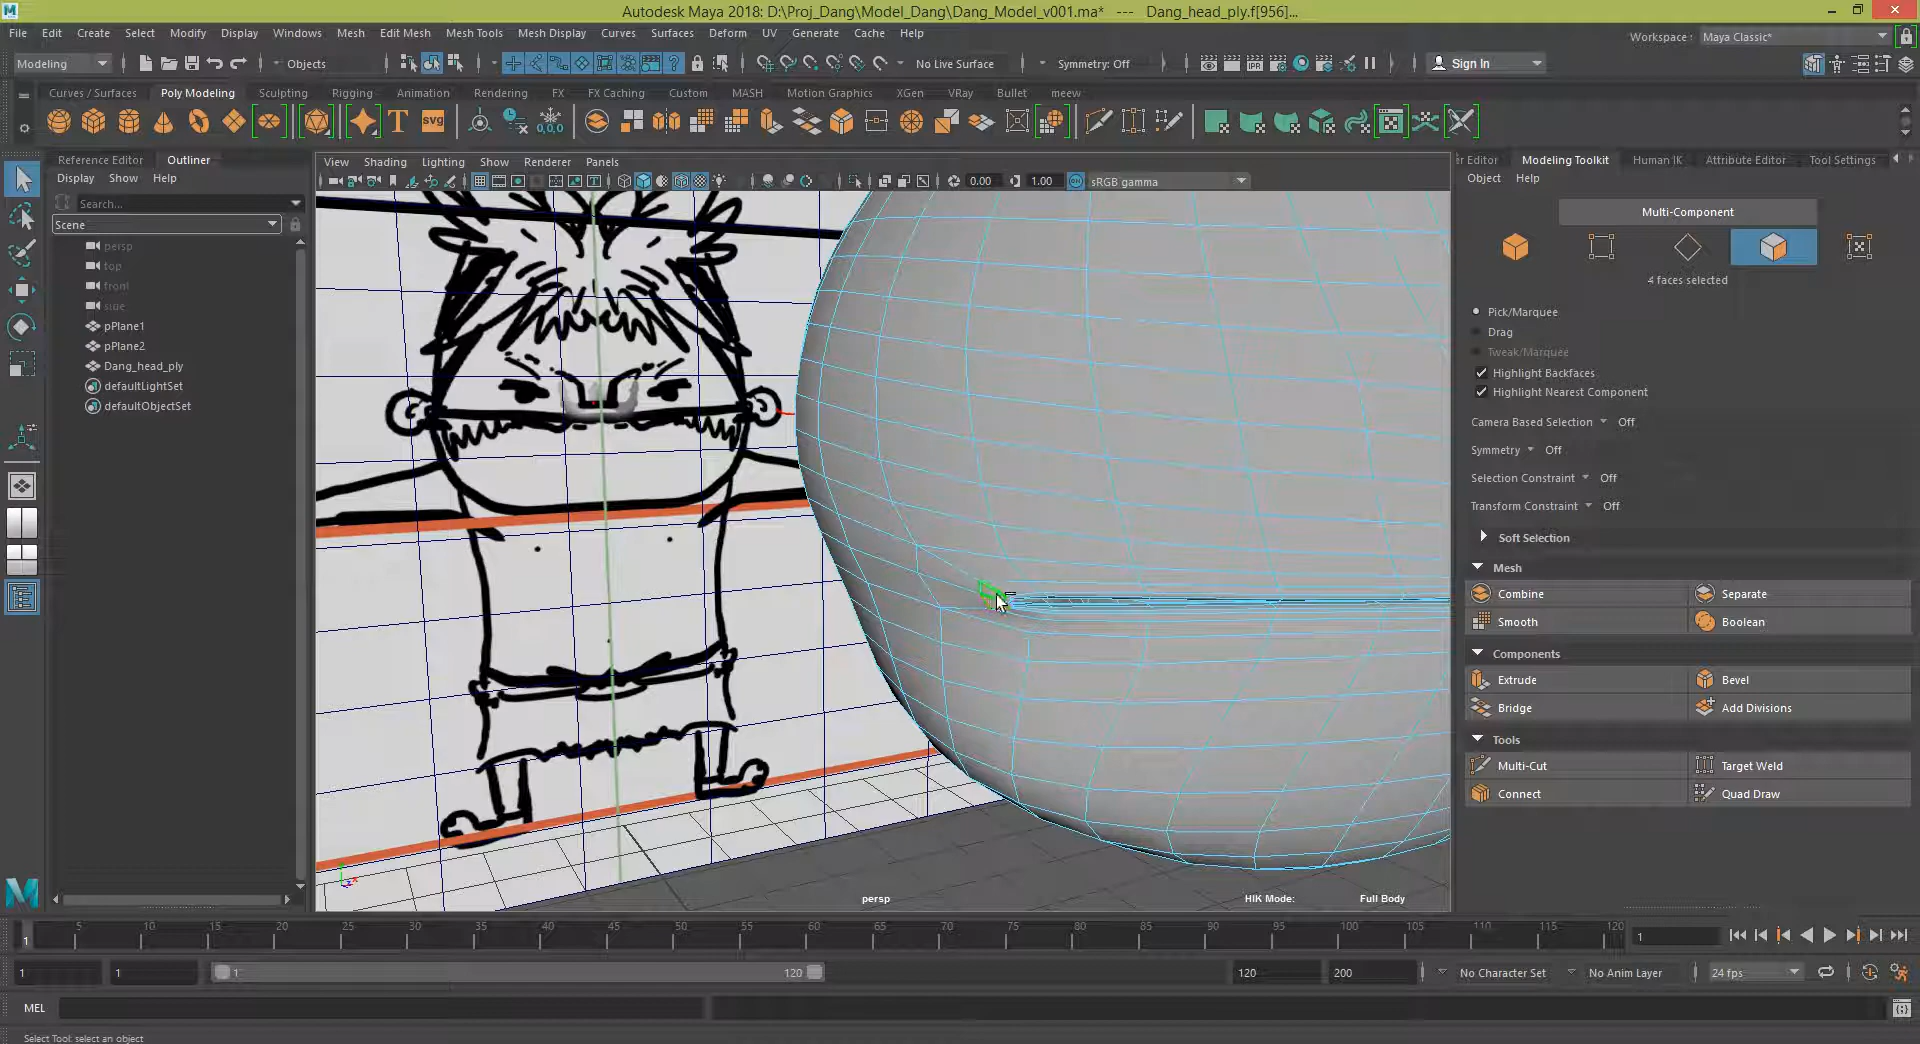 Autodesk Maya 2018: D:\Proj_Dang\Model_Dang\Dang_Model_v001.ma* --- Dang_head_ply.f[956]...
File Edit Create Select Modify Display Windows Mesh Edit Mesh Mesh Tools Mesh Display Curves Surfaces Deform UV Generate Cache Help
Workspace : Maya Classic*
Modeling Objects No Live Surface Symmetry: Off Sign In
Curves / Surfaces Poly Modeling Sculpting Rigging Animation Rendering FX FX Caching Custom MASH Motion Graphics XGen VRay Bullet meew
T svg 0,0,0
Reference Editor Outliner
Display Show Help
Search...
Scene
persp
top
front
side
pPlane1
pPlane2
Dang_head_ply
defaultLightSet
defaultObjectSet
View Shading Lighting Show Renderer Panels
0.00 1.00 sRGB gamma
persp
HIK Mode: Full Body
er Editor Modeling Toolkit Human IK Attribute Editor Tool Settings
Object Help
Multi-Component
4 faces selected
Pick/Marquee
Drag
Tweak/Marquee
Highlight Backfaces
Highlight Nearest Component
Camera Based Selection Off
Symmetry Off
Selection Constraint Off
Transform Constraint Off
Soft Selection
Mesh
Combine Separate
Smooth Boolean
Components
Extrude Bevel
Bridge Add Divisions
Tools
Multi-Cut Target Weld
Connect Quad Draw
1 5 10 15 20 25 30 35 40 45 50 55 60 65 70 75 80 85 90 95 100 105 110 115 120 1
1 1 1 120 120 200 No Character Set No Anim Layer 24 fps
MEL
Select Tool: select an object